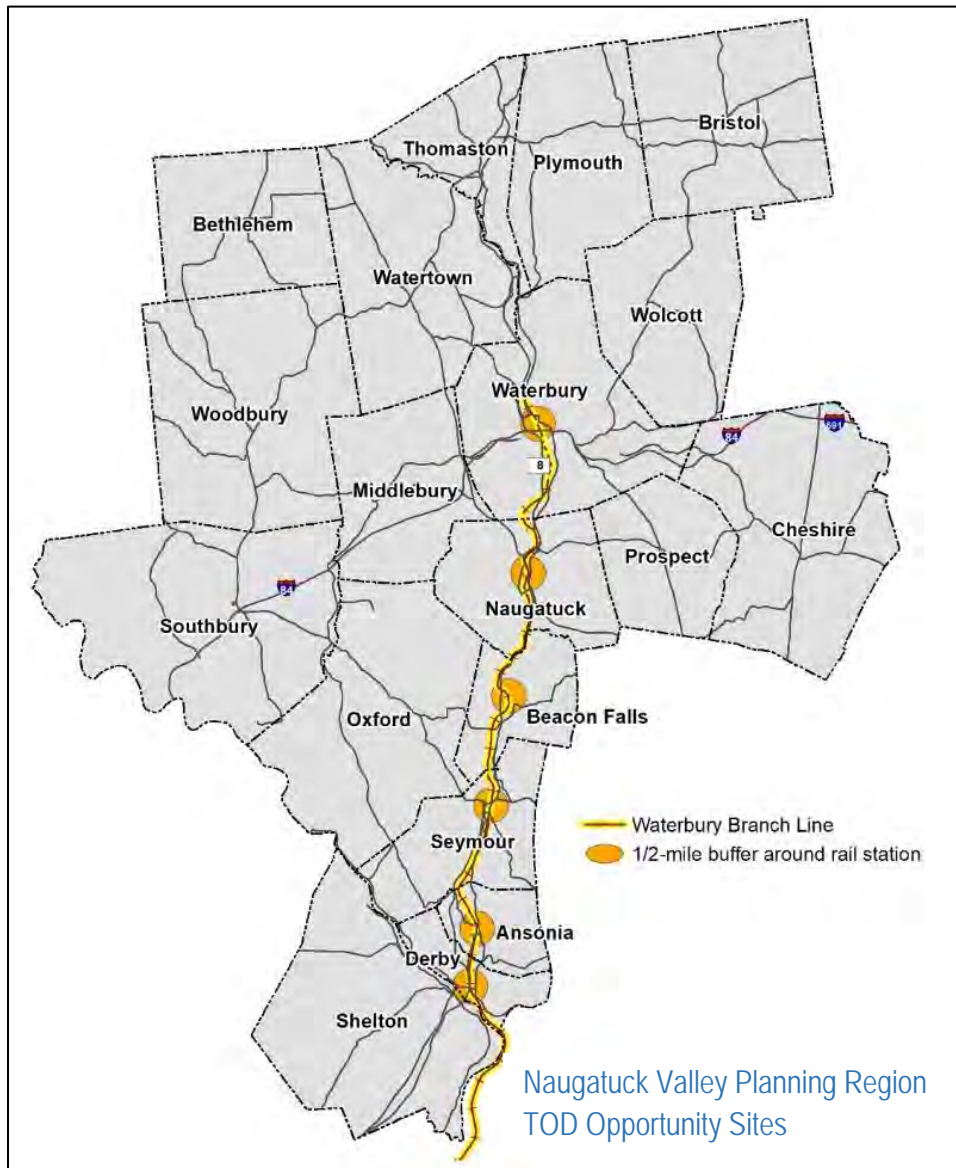 Bristol
Thomaston
Plymouth
Bethlehem
Watertown
Wolcott
Waterbury
Woodbury
84
691
8
Middlebury
Cheshire
Prospect
84
Naugatuck
Southbury
Oxford
Beacon Falls
Waterbury Branch Line
Seymour
1/2-mile buffer around rail station
Ansonia
Derby
Shelton
Naugatuck Valley Planning Region
TOD Opportunity Sites